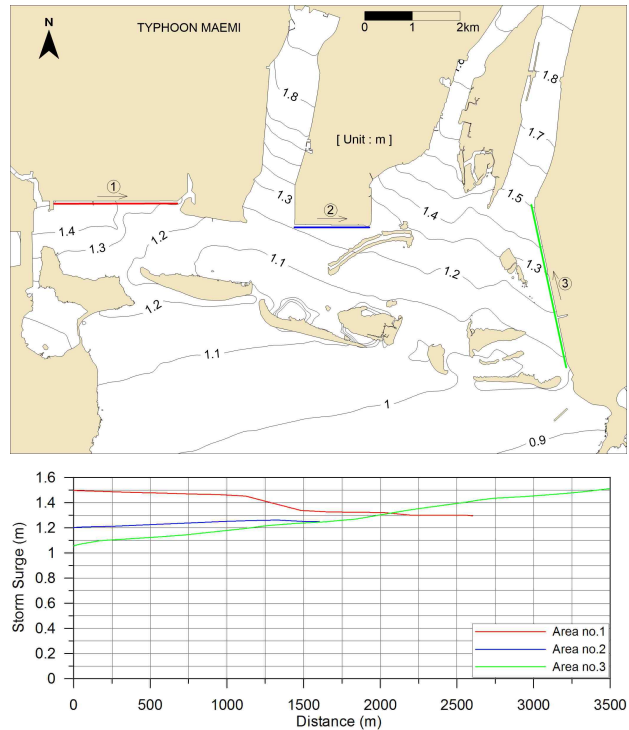 N
TYPHOON MAEMI
0 1 2km
[ Unit : m ]
1.8
1.8
1.7
①
②
③
1.3
1.5
1.4
1.4
1.3
1.2
1.3
1.1
1.2
1.2
1.1
1
0.9
1.6
1.4
1.2
1
0.8
0.6
0.4
0.2
0
Storm Surge (m)
Area no.1
Area no.2
Area no.3
0 500 1000 1500 2000 2500 3000 3500
Distance (m)